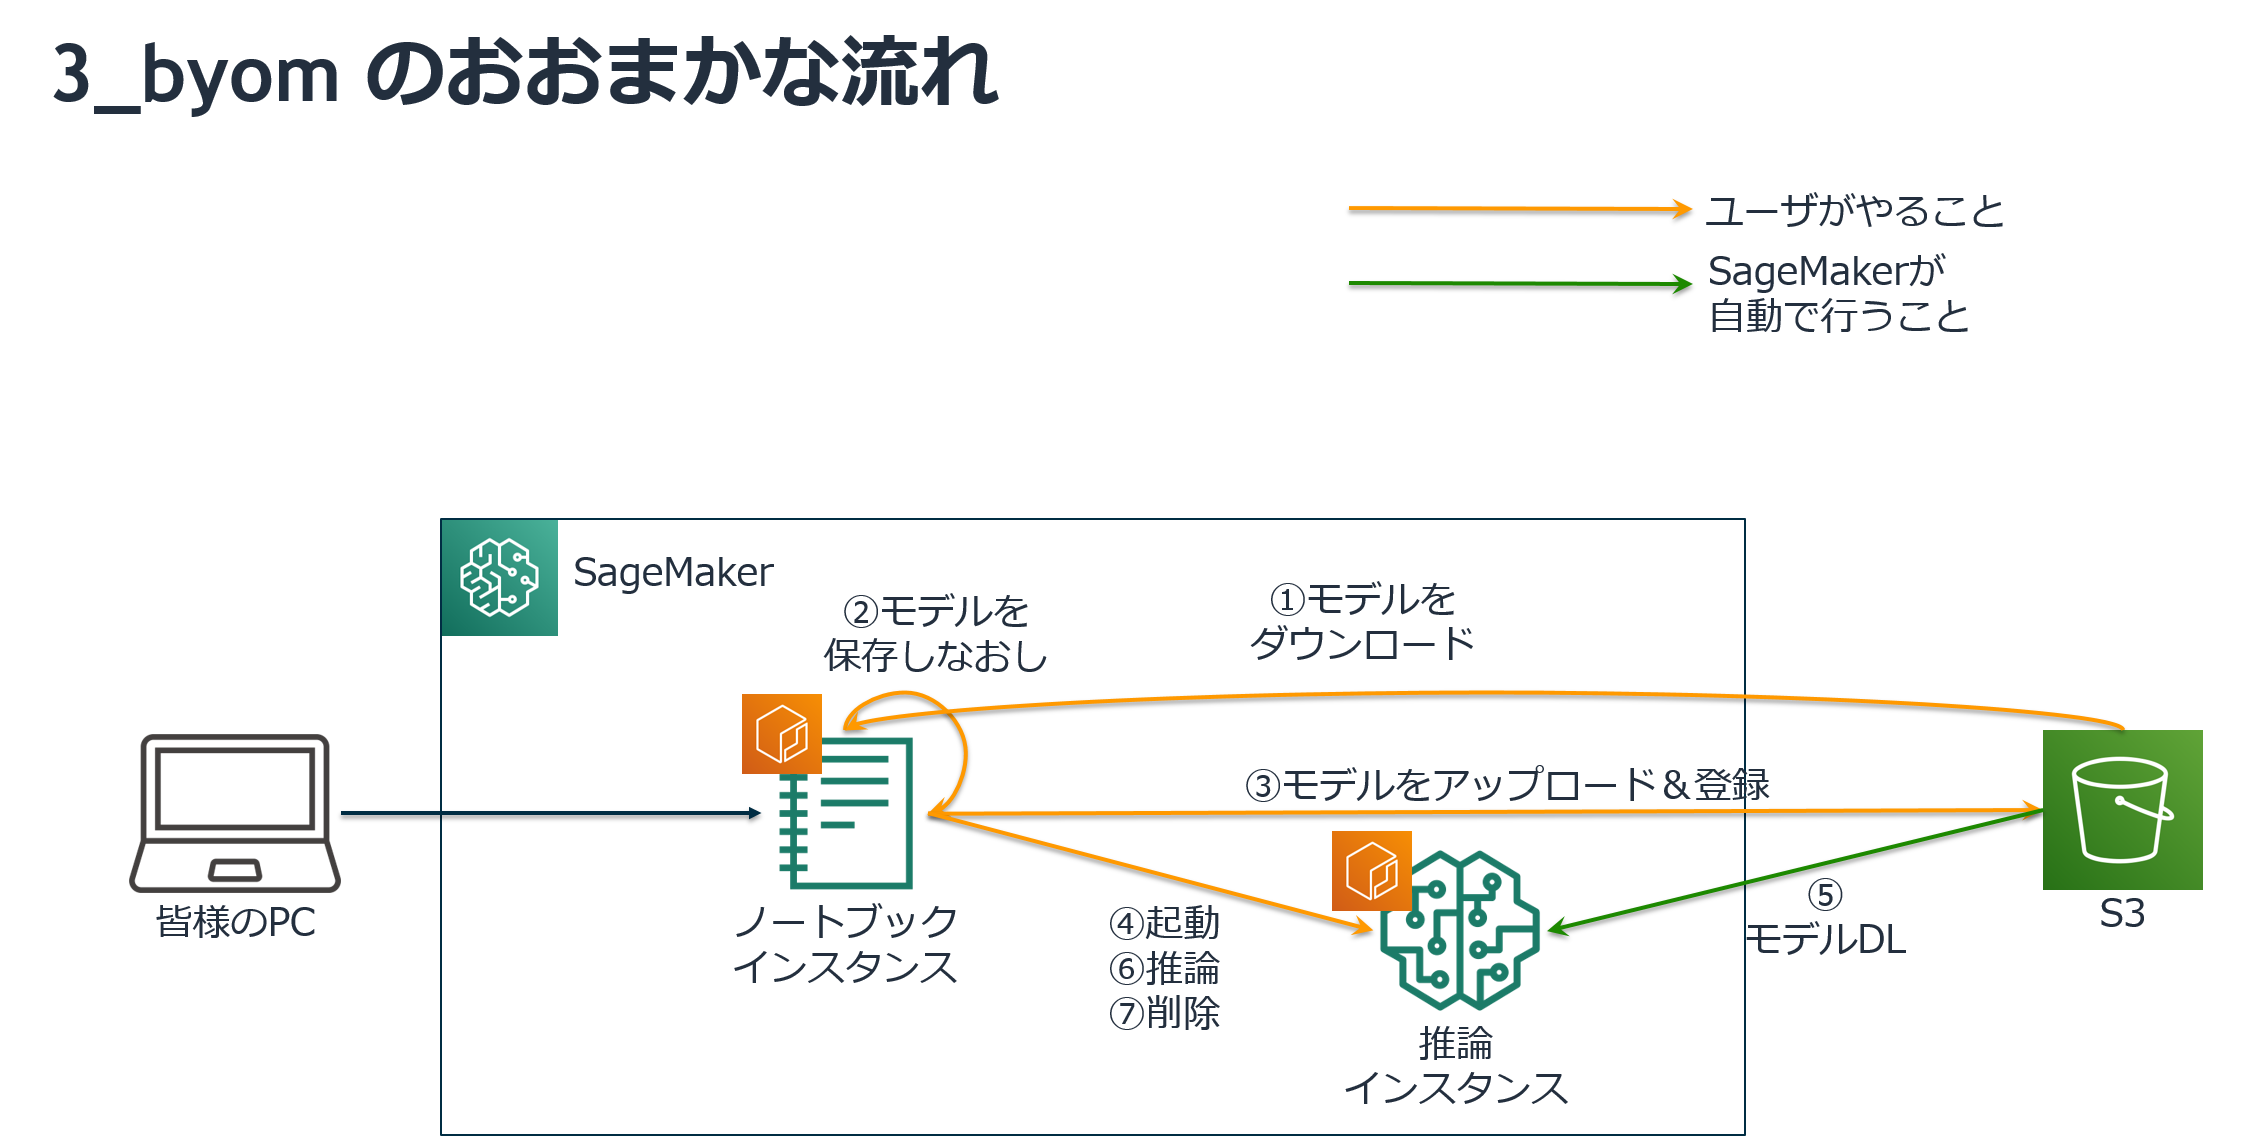 3_byom のおおまかな流れ
ユーザがやること
SageMakerが
自動で行うこと
SageMaker
②モデルを
保存しなおし
①モデルを
ダウンロード
③モデルをアップロード＆登録
皆様のPC
ノートブック
インスタンス
④起動
⑥推論
⑦削除
推論
インスタンス
⑤
モデルDL
S3